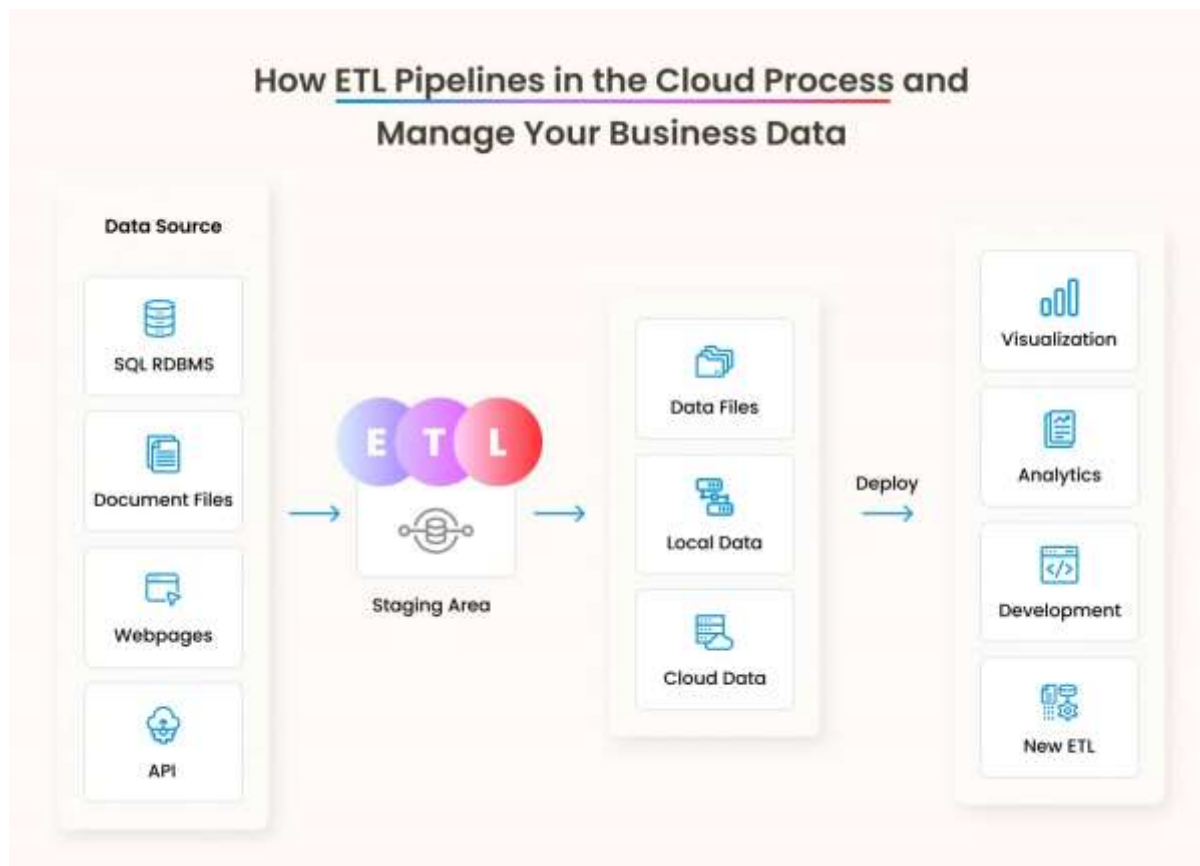 How ETL Pipelines in the Cloud Process and
Manage Your Business Data
Data Source
SQL RDBMS
Document Files
Webpages
API
E T L
Staging Area
Data Files
Local Data
Cloud Data
Deploy
Visualization
Analytics
</>
Development
New ETL